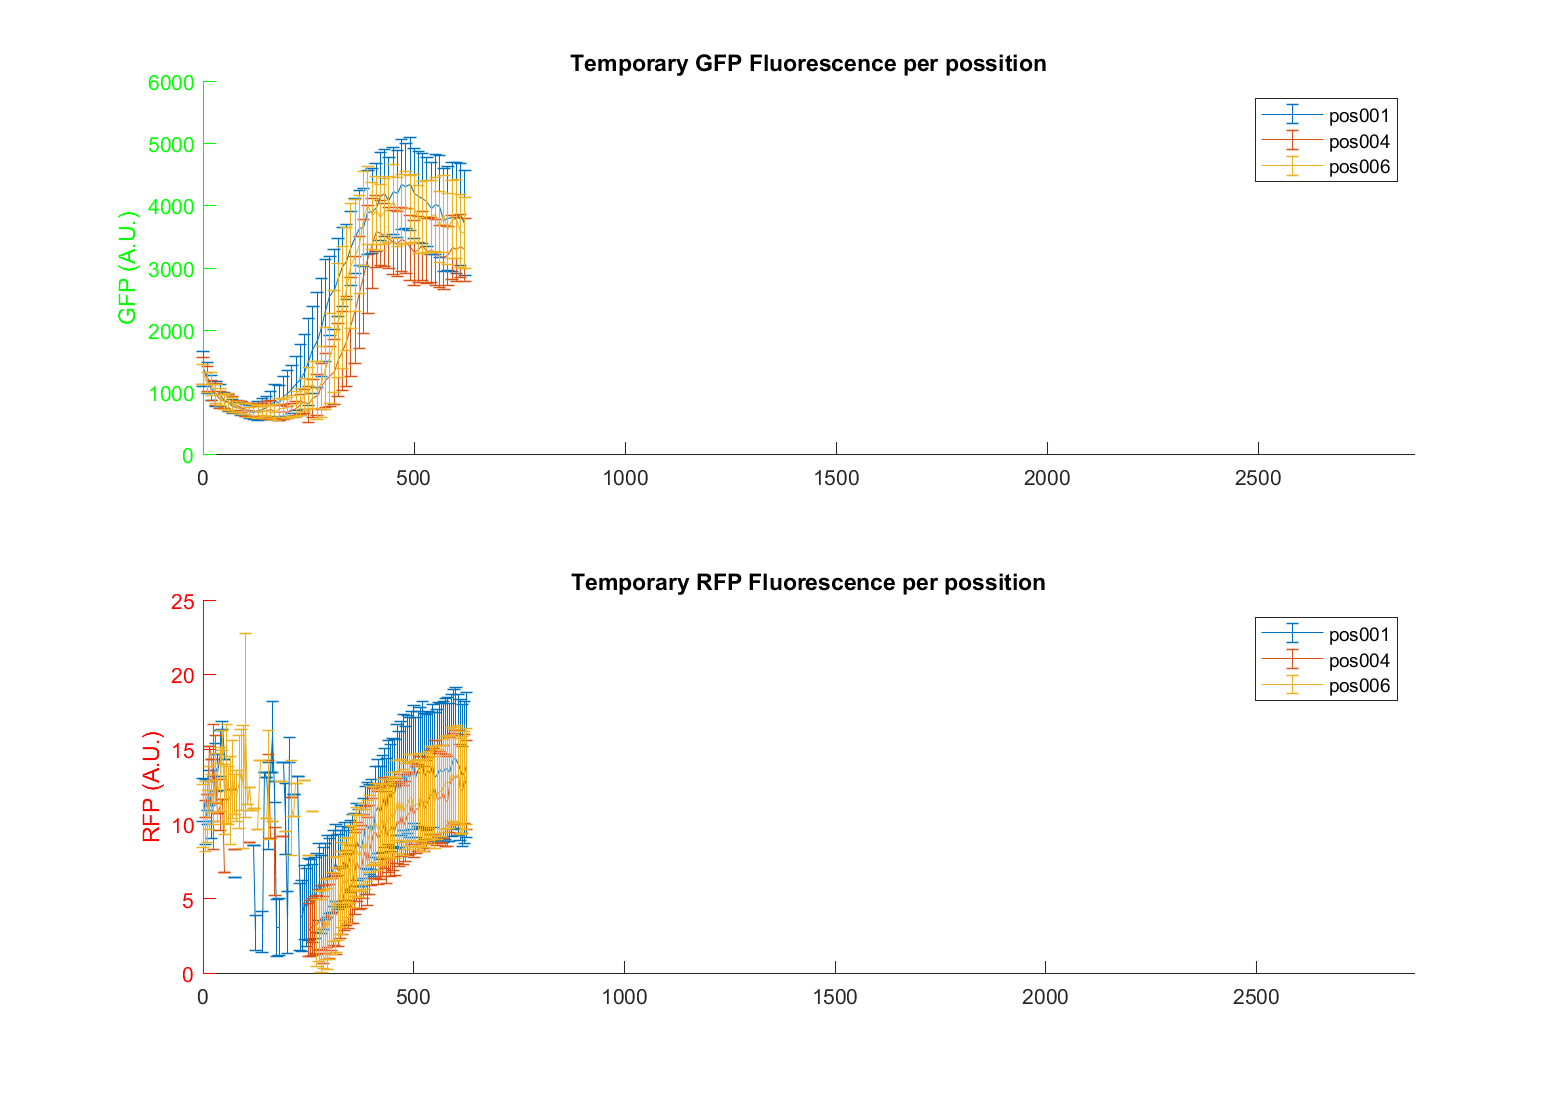 Temporary GFP Fluorescence per possition
6000
5000
4000
3000
2000
1000
0
GFP (A.U.)
pos001
pos004
pos006
0 500 1000 1500 2000 2500
Temporary RFP Fluorescence per possition
25
20
15
10
5
0
RFP (A.U.)
pos001
pos004
pos006
0 500 1000 1500 2000 2500